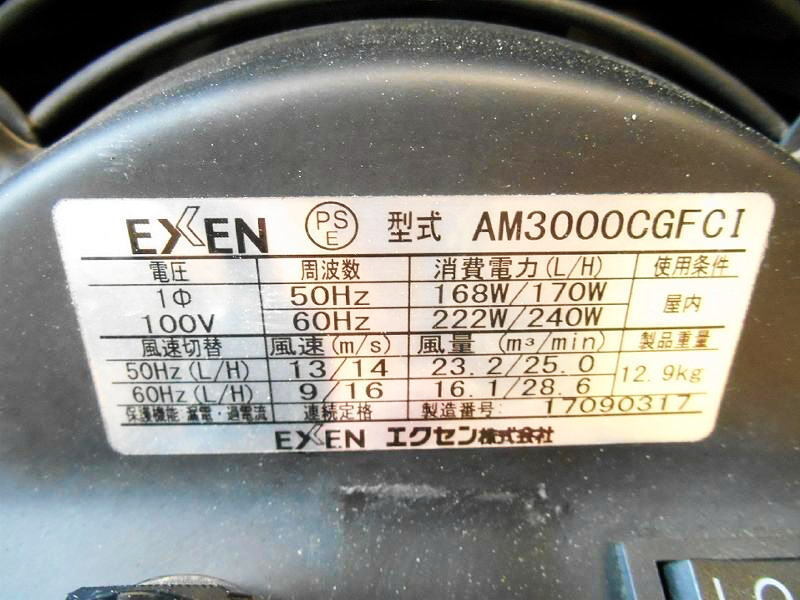 EXEN PSE 型式 AM3000CGFCI
電圧 周波数 消費電力(L/H) 使用条件
1Φ 50Hz 168W/170W 屋内
100V 60Hz 222W/240W
風速切替 風速(m/s) 風量(m³/min) 製品重量
50Hz(L/H) 13/14 23.2/25.0 12.9kg
60Hz(L/H) 9/16 16.1/28.6
保護機能 漏電・過電流 連続定格 製造番号: 17090317
EXEN エクセン株式会社